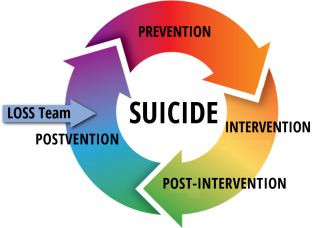 PREVENTION
LOSS Team
SUICIDE
INTERVENTION
POSTVENTION
POST-INTERVENTION